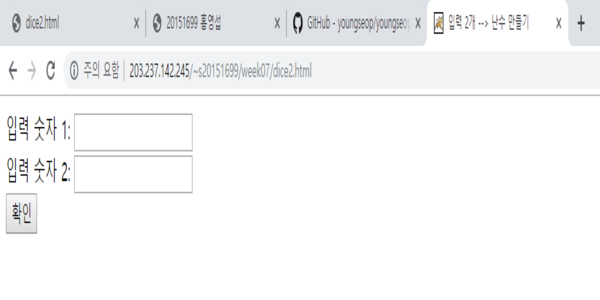 dice2.html
20151699 홍영섭
GitHub - youngseop/youngseo
입력 2개 --> 난수 만들기
주의 요함 203.237.142.245/~s20151699/week07/dice2.html
입력 숫자 1:
입력 숫자 2:
확인